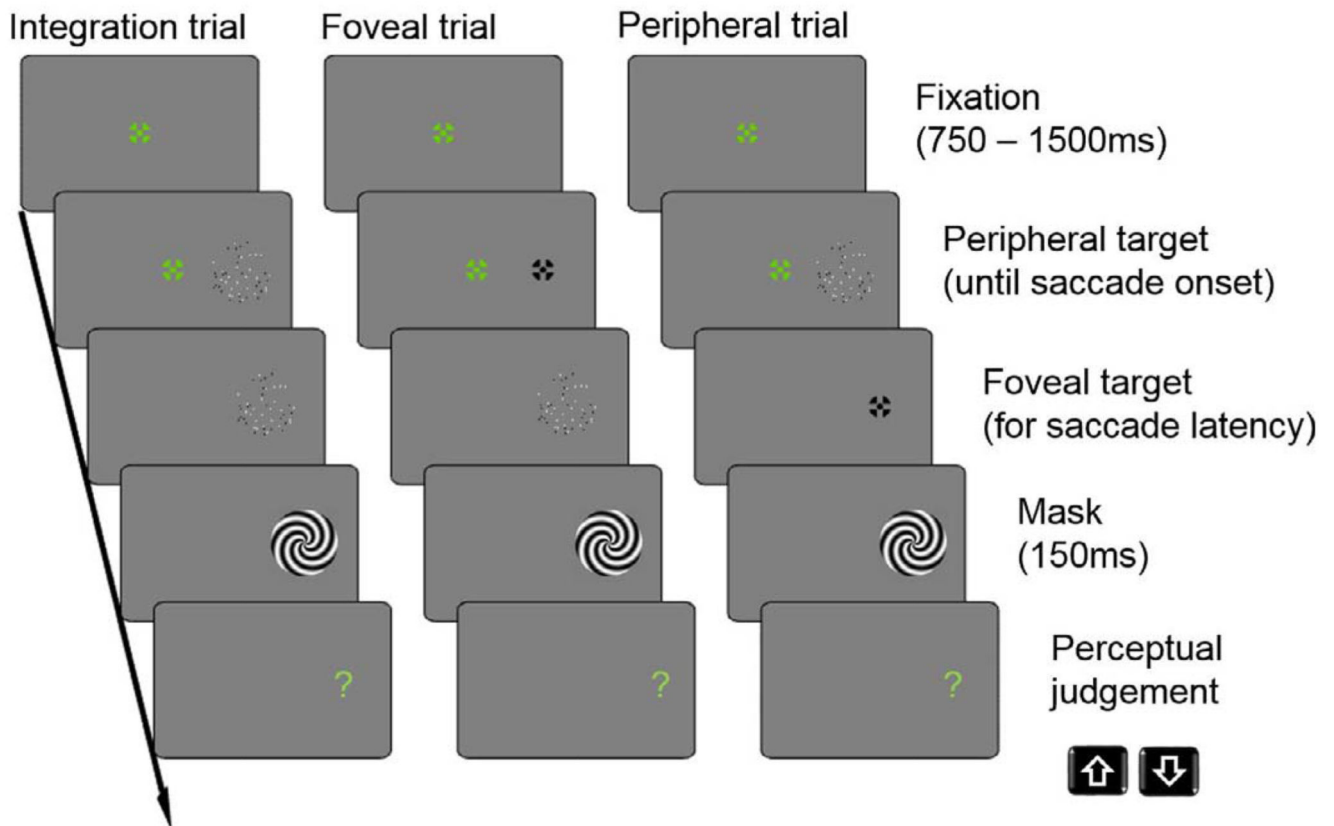 Integration trial
Foveal trial
Peripheral trial
Fixation
(750 – 1500ms)
Peripheral target
(until saccade onset)
Foveal target
(for saccade latency)
Mask
(150ms)
?
?
?
Perceptual
judgement